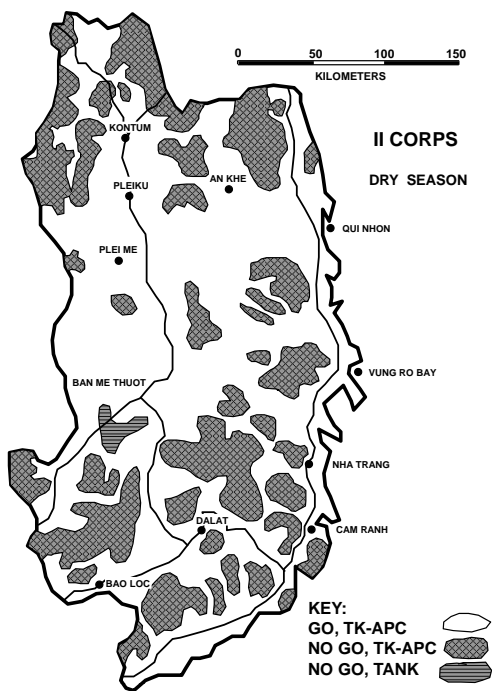 0 50 100 150
KILOMETERS
II CORPS
DRY SEASON
KONTUM
PLEIKU
AN KHE
QUI NHON
PLEI ME
VUNG RO BAY
BAN ME THUOT
NHA TRANG
DALAT
CAM RANH
BAO LOC
KEY:
GO, TK-APC
NO GO, TK-APC
NO GO, TANK